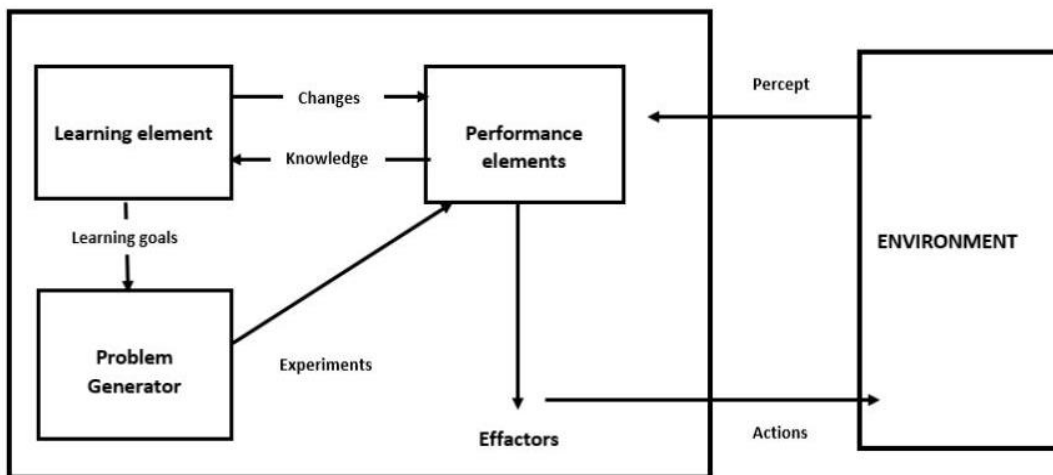 Learning element
Changes
Knowledge
Performance
elements
Percept
ENVIRONMENT
Learning goals
Problem
Generator
Experiments
Effactors
Actions